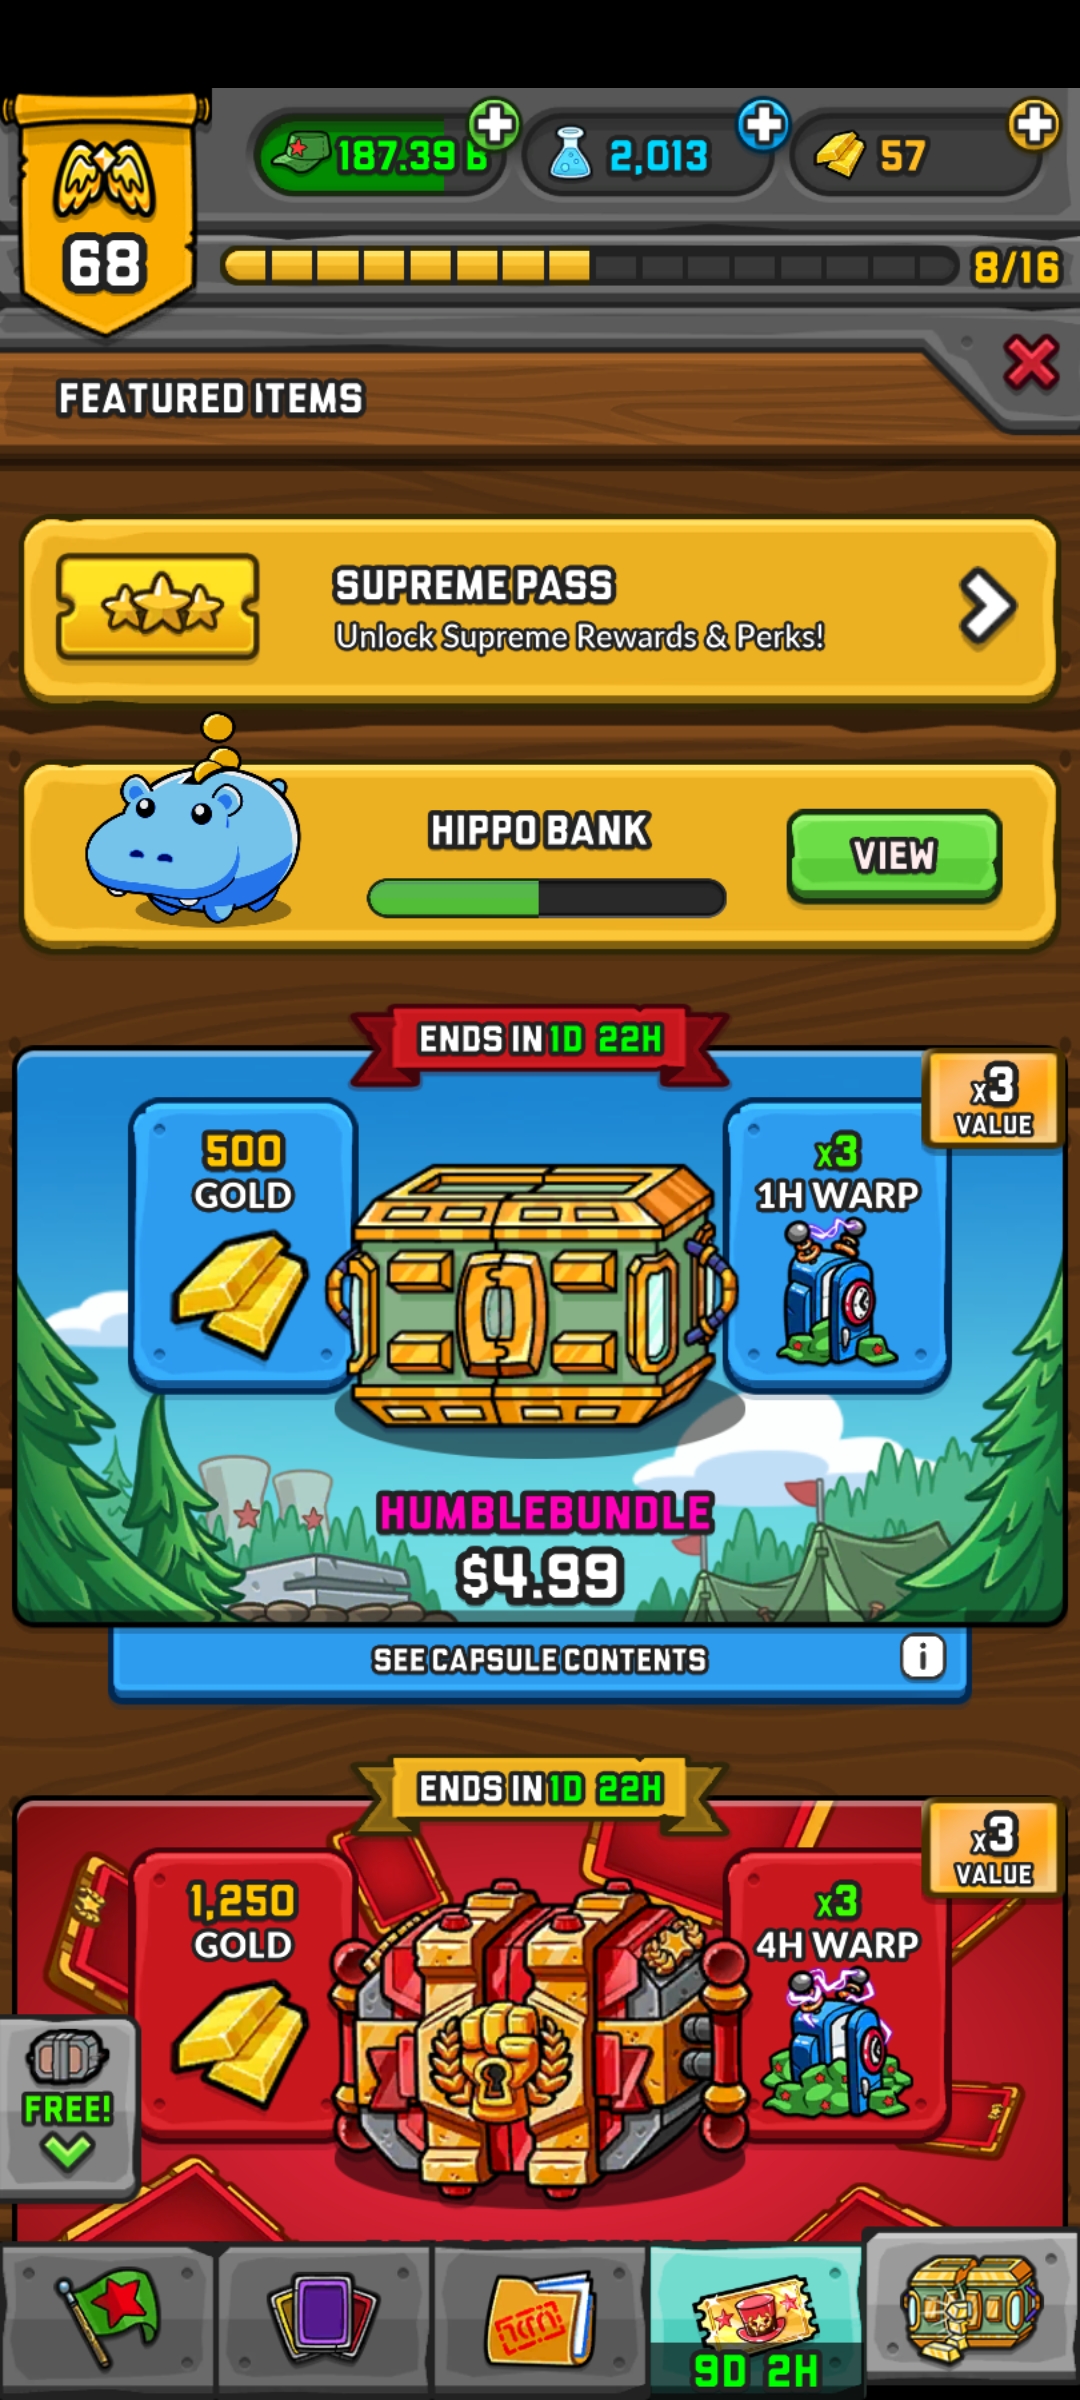 187.39 B
2,013
57
68
8/16
FEATURED ITEMS
SUPREME PASS
Unlock Supreme Rewards & Perks!
HIPPO BANK
VIEW
ENDS IN 1D 22H
x3
VALUE
500
GOLD
x3
1H WARP
HUMBLEBUNDLE
$4.99
SEE CAPSULE CONTENTS
i
ENDS IN 1D 22H
x3
VALUE
1,250
GOLD
x3
4H WARP
FREE!
9D 2H